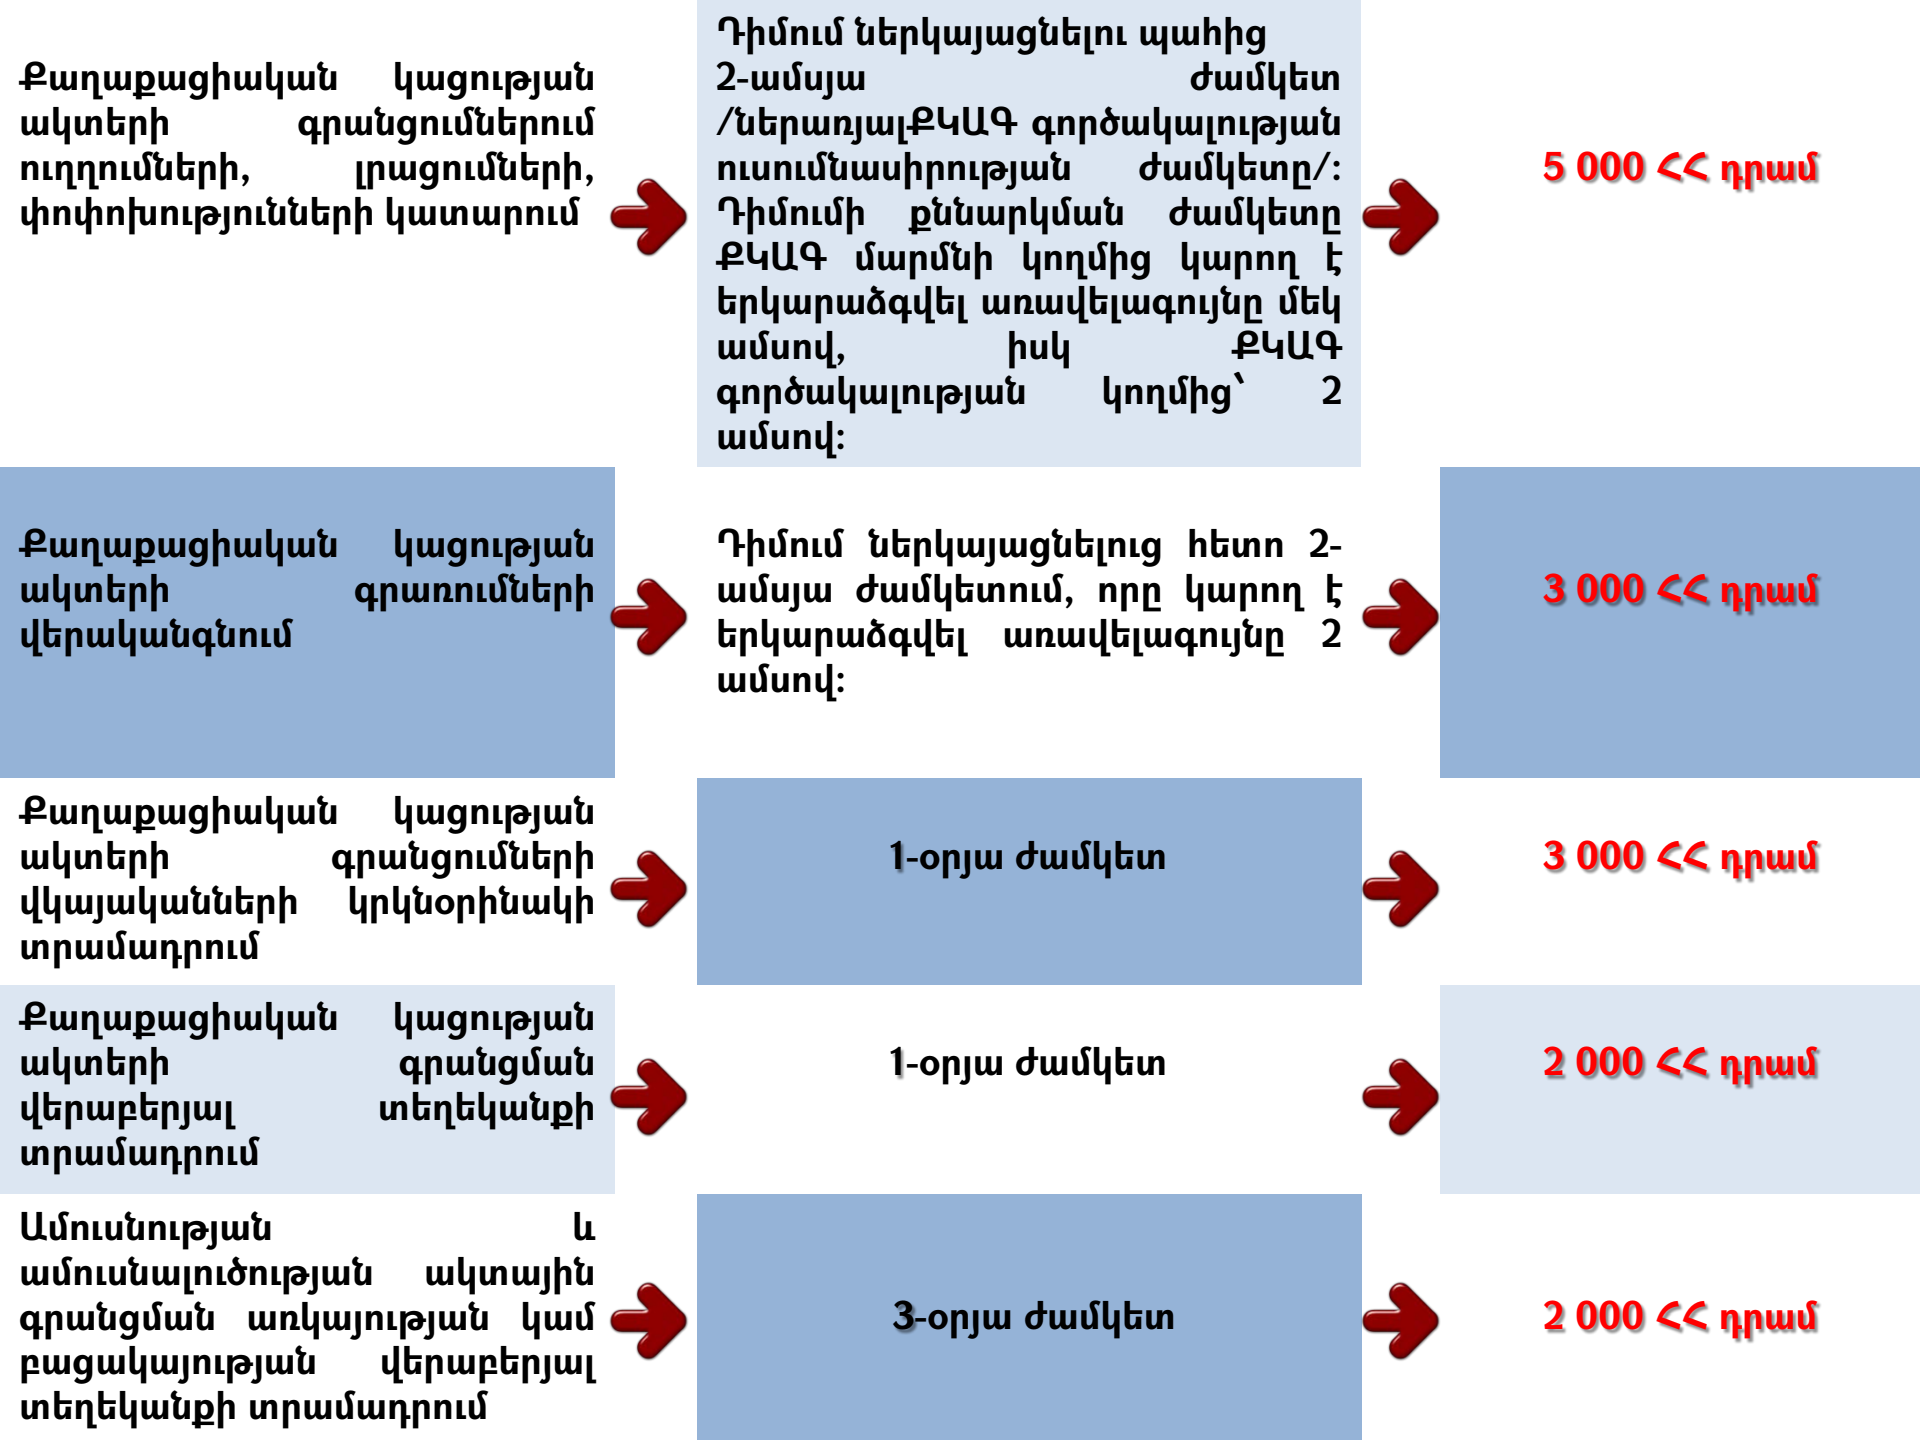 Քաղաքացիական կացության
ակտերի գրանցումներում
ուղղումների, լրացումների,
փոփոխությունների կատարում
Դիմում ներկայացնելու պահից
2-ամսյա ժամկետ
/ներառյալՔԿԱԳ գործակալության
ուսումնասիրության ժամկետը/:
Դիմումի քննարկման ժամկետը
ՔԿԱԳ մարմնի կողմից կարող է
երկարաձգվել առավելագույնը մեկ
ամսով, իսկ ՔԿԱԳ
գործակալության կողմից՝ 2
ամսով:
5 000 ՀՀ դրամ
Քաղաքացիական կացության
ակտերի գրառումների
վերականգնում
Դիմում ներկայացնելուց հետո 2-
ամսյա ժամկետում, որը կարող է
երկարաձգվել առավելագույնը 2
ամսով:
3 000 ՀՀ դրամ
Քաղաքացիական կացության
ակտերի գրանցումների
վկայականների կրկնօրինակի
տրամադրում
1-օրյա ժամկետ
3 000 ՀՀ դրամ
Քաղաքացիական կացության
ակտերի գրանցման
վերաբերյալ տեղեկանքի
տրամադրում
1-օրյա ժամկետ
2 000 ՀՀ դրամ
Ամուսնության և
ամուսնալուծության ակտային
գրանցման առկայության կամ
բացակայության վերաբերյալ
տեղեկանքի տրամադրում
3-օրյա ժամկետ
2 000 ՀՀ դրամ